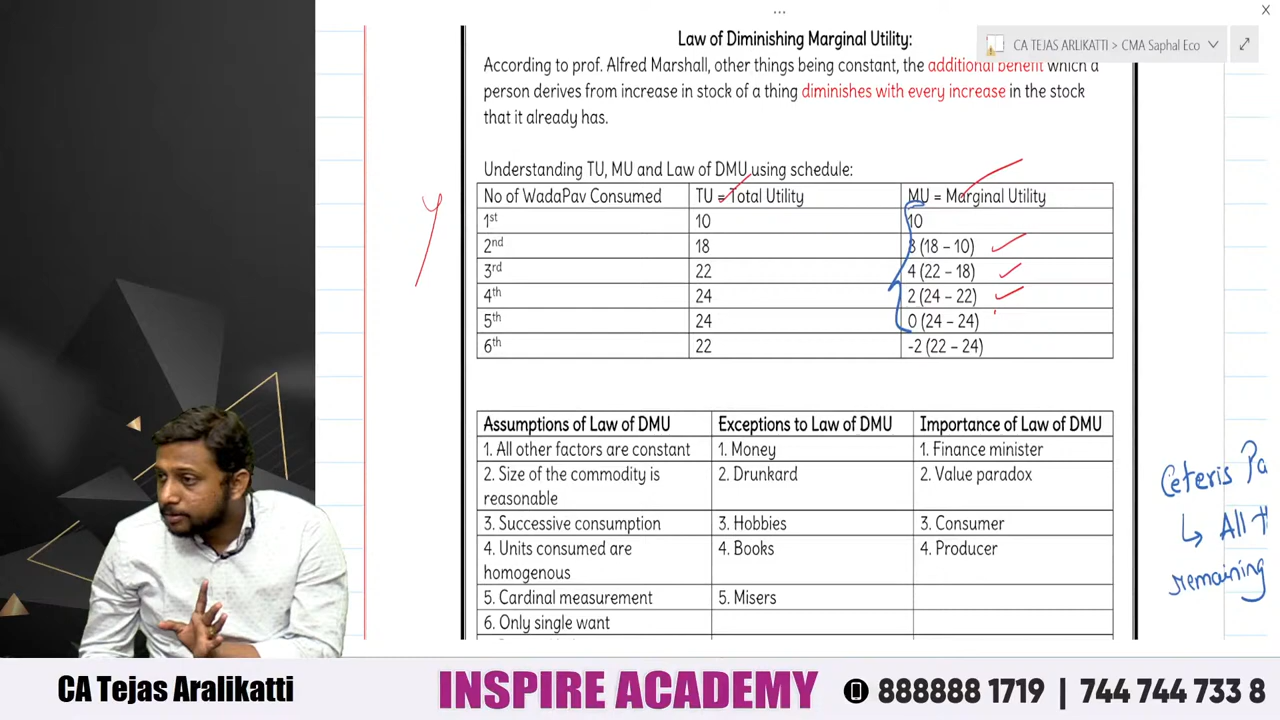 ...
Law of Diminishing Marginal Utility:
CA TEJAS ARLIKATTI > CMA Saphal Eco
According to prof. Alfred Marshall, other things being constant, the additional benefit which a
person derives from increase in stock of a thing diminishes with every increase in the stock
that it already has.
Understanding TU, MU and Law of DMU using schedule:
No of WadaPav Consumed TU = Total Utility MU = Marginal Utility
1st 10 10
2nd 18 8 (18 – 10)
3rd 22 4 (22 – 18)
4th 24 2 (24 – 22)
5th 24 0 (24 – 24)
6th 22 -2 (22 – 24)
Assumptions of Law of DMU Exceptions to Law of DMU Importance of Law of DMU
1. All other factors are constant 1. Money 1. Finance minister
2. Size of the commodity is 2. Drunkard 2. Value paradox
reasonable
3. Successive consumption 3. Hobbies 3. Consumer
4. Units consumed are 4. Books 4. Producer
homogenous
5. Cardinal measurement 5. Misers
6. Only single want
Ceteris Pa
↳ All
remaining
CA Tejas Aralikatti INSPIRE ACADEMY 888888 1719 | 744 744 733 8